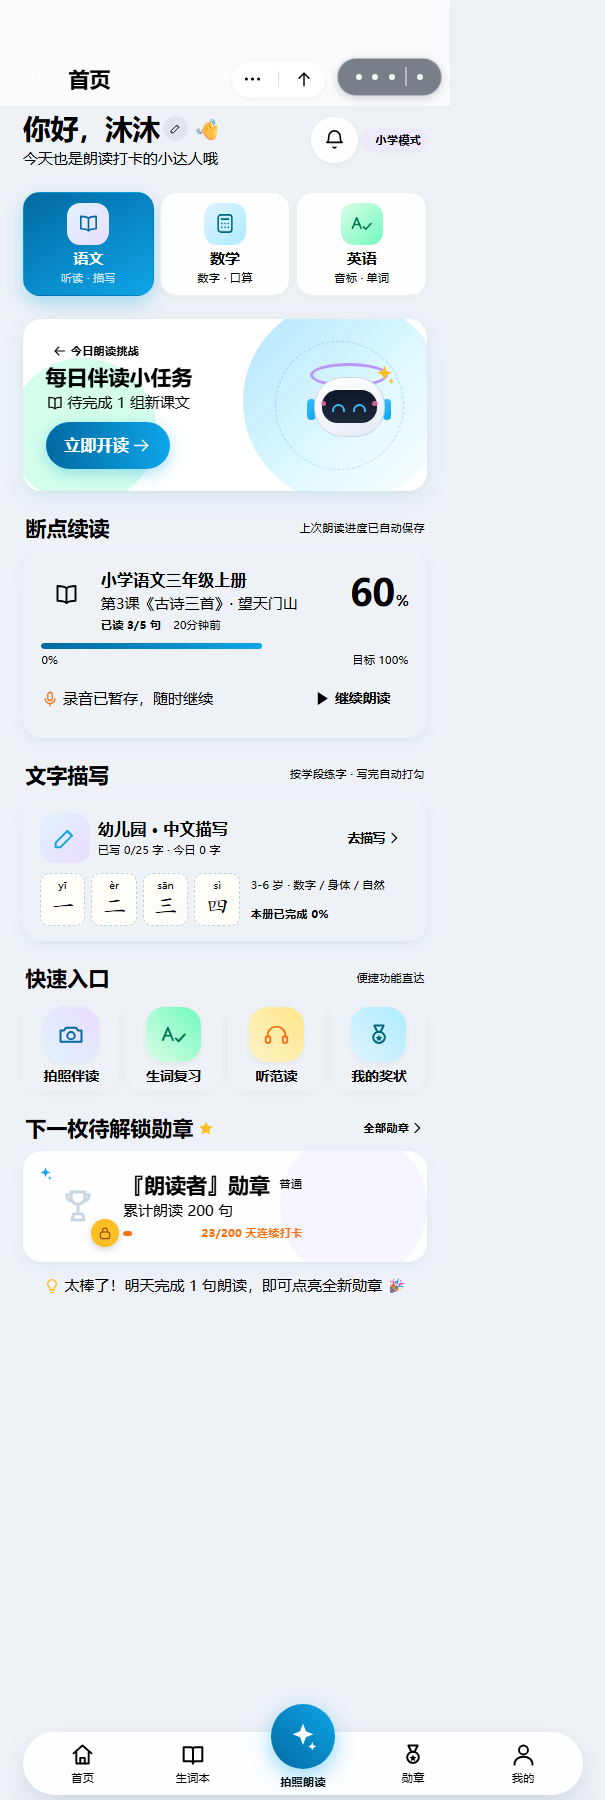 首页
你好，沐沐 👋
今天也是朗读打卡的小达人哦
小学模式
语文
听读 · 描写
数学
数字 · 口算
英语
音标 · 单词
今日朗读挑战
每日伴读小任务
待完成 1 组新课文
立即开读
断点续读
上次朗读进度已自动保存
小学语文三年级上册
第3课《古诗三首》· 望天门山
已读 3/5 句 20分钟前
60%
0%
目标 100%
录音已暂存，随时继续
继续朗读
文字描写
按学段练字 · 写完自动打勾
幼儿园 • 中文描写
已写 0/25 字 · 今日 0 字
去描写
yī èr sān sì
一 二 三 四
3-6 岁 · 数字 / 身体 / 自然
本册已完成 0%
快速入口
便捷功能直达
拍照伴读
生词复习
听范读
我的奖状
下一枚待解锁勋章
全部勋章
『朗读者』勋章
普通
累计朗读 200 句
23/200 天连续打卡
太棒了！明天完成 1 句朗读，即可点亮全新勋章 🎉
首页
生词本
拍照朗读
勋章
我的